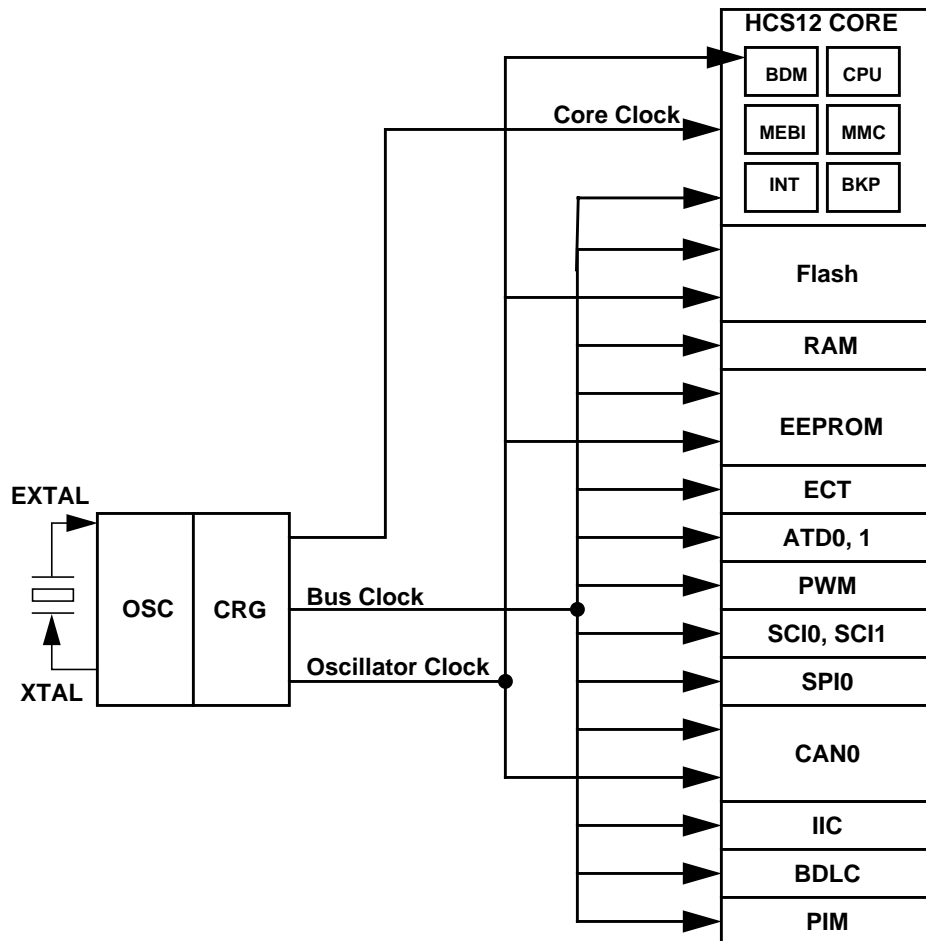 HCS12 CORE
BDM CPU
Core Clock
MEBI MMC
INT BKP
Flash
RAM
EEPROM
EXTAL
ECT
ATD0, 1
OSC CRG
Bus Clock
PWM
SCI0, SCI1
Oscillator Clock
XTAL
SPI0
CAN0
IIC
BDLC
PIM